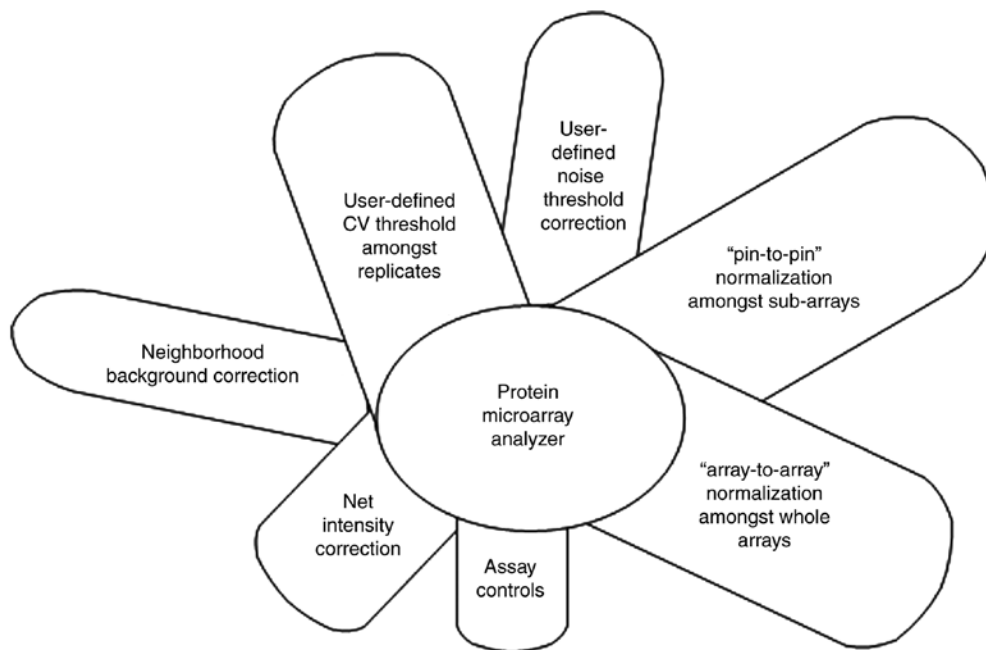 User-
defined
noise
threshold
correction
User-defined
CV threshold
amongst
replicates
“pin-to-pin”
normalization
amongst sub-arrays
Neighborhood
background correction
Protein
microarray
analyzer
“array-to-array”
normalization
amongst whole
arrays
Net
intensity
correction
Assay
controls